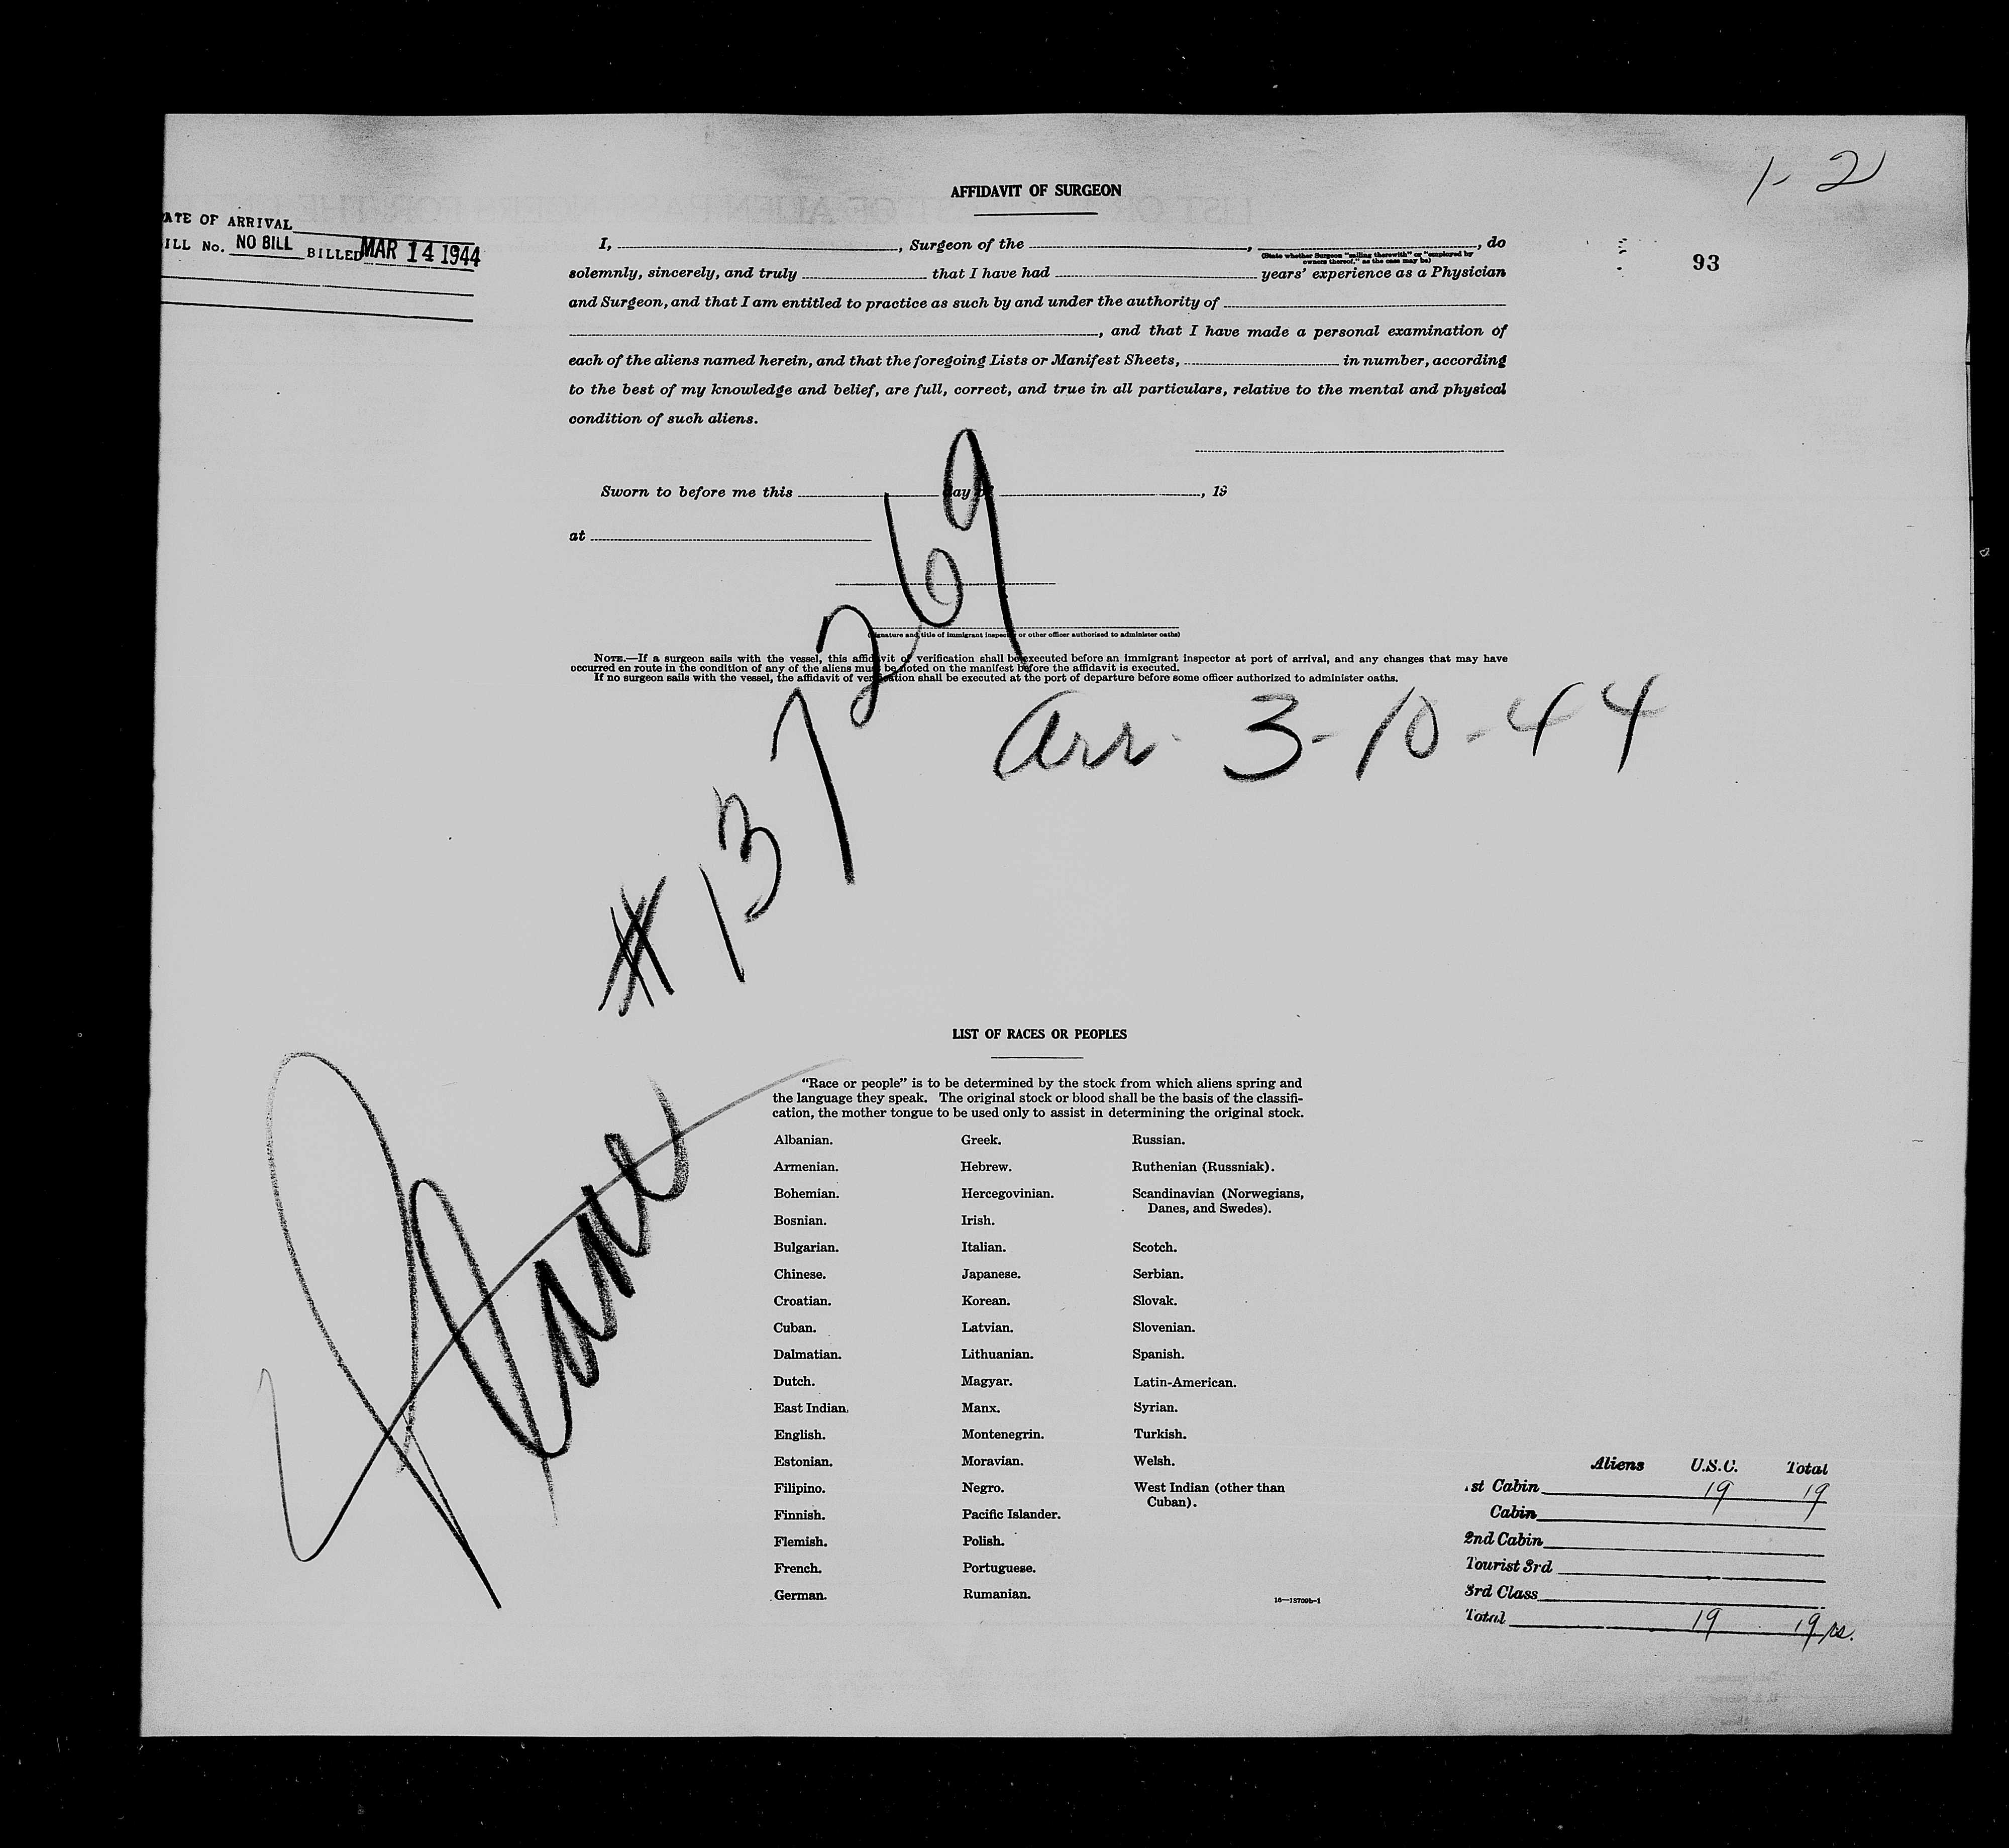 1-2
AFFIDAVIT OF SURGEON
ATE OF ARRIVAL
ILL No. NO BILL BILLED MAR 14 1944
93
I, , Surgeon of the , , do
(State whether Surgeon "sailing therewith" or "employed by
owners thereof," as the case may be)
solemnly, sincerely, and truly that I have had years' experience as a Physician
and Surgeon, and that I am entitled to practice as such by and under the authority of
, and that I have made a personal examination of
each of the aliens named herein, and that the foregoing Lists or Manifest Sheets, in number, according
to the best of my knowledge and belief, are full, correct, and true in all particulars, relative to the mental and physical
condition of such aliens.
Sworn to before me this day of , 19
at
(Signature and title of immigrant inspector or other officer authorized to administer oaths)
NOTE.—If a surgeon sails with the vessel, this affidavit of verification shall be executed before an immigrant inspector at port of arrival, and any changes that may have
occurred en route in the condition of any of the aliens must be noted on the manifest before the affidavit is executed.
If no surgeon sails with the vessel, the affidavit of verification shall be executed at the port of departure before some officer authorized to administer oaths.
Arr. 3-10-44
#137269
Plane
LIST OF RACES OR PEOPLES
"Race or people" is to be determined by the stock from which aliens spring and
the language they speak. The original stock or blood shall be the basis of the classifi-
cation, the mother tongue to be used only to assist in determining the original stock.
Albanian. Greek. Russian.
Armenian. Hebrew. Ruthenian (Russniak).
Bohemian. Hercegovinian. Scandinavian (Norwegians,
Danes, and Swedes).
Bosnian. Irish.
Bulgarian. Italian. Scotch.
Chinese. Japanese. Serbian.
Croatian. Korean. Slovak.
Cuban. Latvian. Slovenian.
Dalmatian. Lithuanian. Spanish.
Dutch. Magyar. Latin-American.
East Indian. Manx. Syrian.
English. Montenegrin. Turkish.
Estonian. Moravian. Welsh.
Filipino. Negro. West Indian (other than
Cuban).
Finnish. Pacific Islander.
Flemish. Polish.
French. Portuguese.
German. Rumanian.
16—13709b-1
Aliens U.S.C. Total
st Cabin 19 19
Cabin
2nd Cabin
Tourist 3rd
3rd Class
Total 19 19